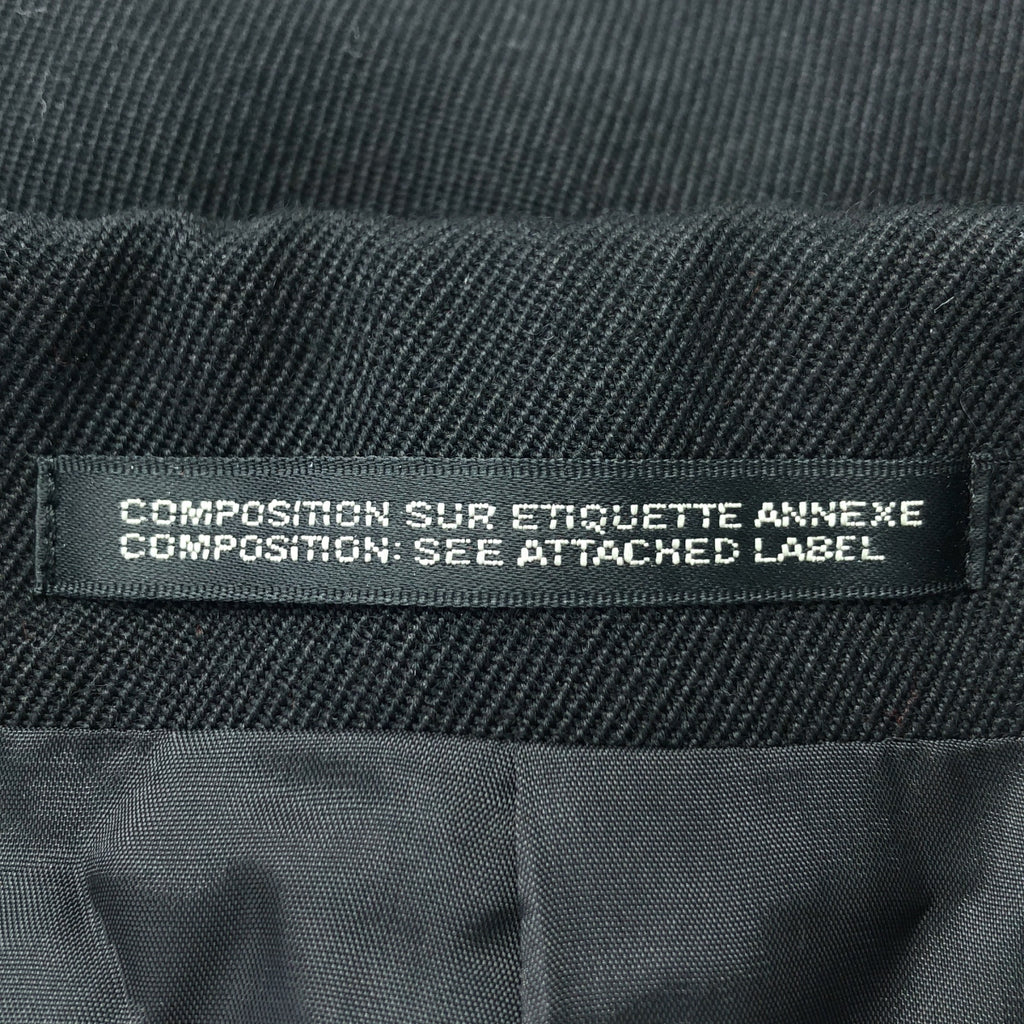 COMPOSITION SUR ETIQUETTE ANNEXE
COMPOSITION: SEE ATTACHED LABEL